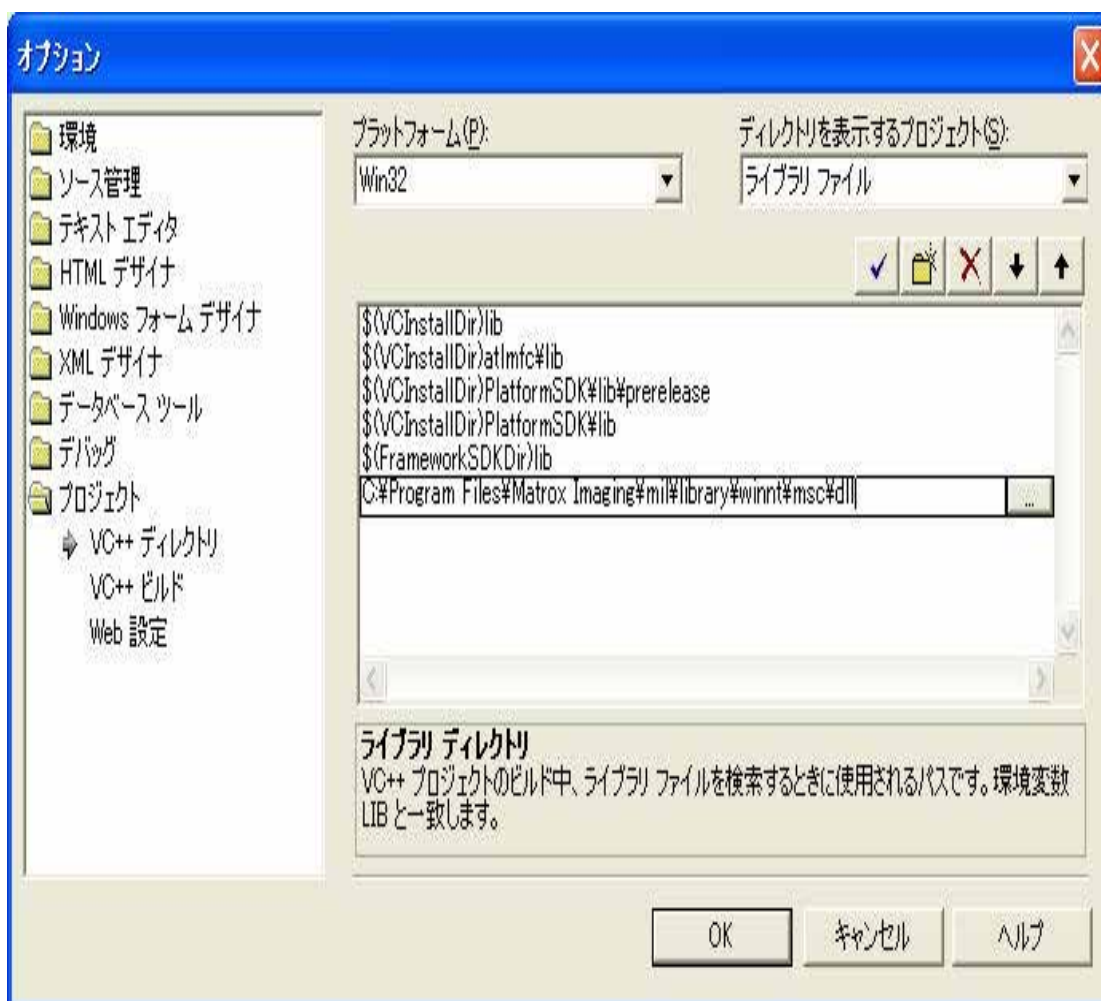 オプション
環境
ソース管理
テキスト エディタ
HTML デザイナ
Windows フォーム デザイナ
XML デザイナ
データベース ツール
デバッグ
プロジェクト
VC++ ディレクトリ
VC++ ビルド
Web 設定
プラットフォーム(P):
Win32
ディレクトリを表示するプロジェクト(S):
ライブラリ ファイル
$(VCInstallDir)lib
$(VCInstallDir)atlmfc¥lib
$(VCInstallDir)PlatformSDK¥lib¥prerelease
$(VCInstallDir)PlatformSDK¥lib
$(FrameworkSDKDir)lib
C:¥Program Files¥Matrox Imaging¥mil¥library¥winnt¥msc¥dll
...
ライブラリ ディレクトリ
VC++ プロジェクトのビルド中、ライブラリ ファイルを検索するときに使用されるパスです。環境変数
LIB と一致します。
OK
キャンセル
ヘルプ